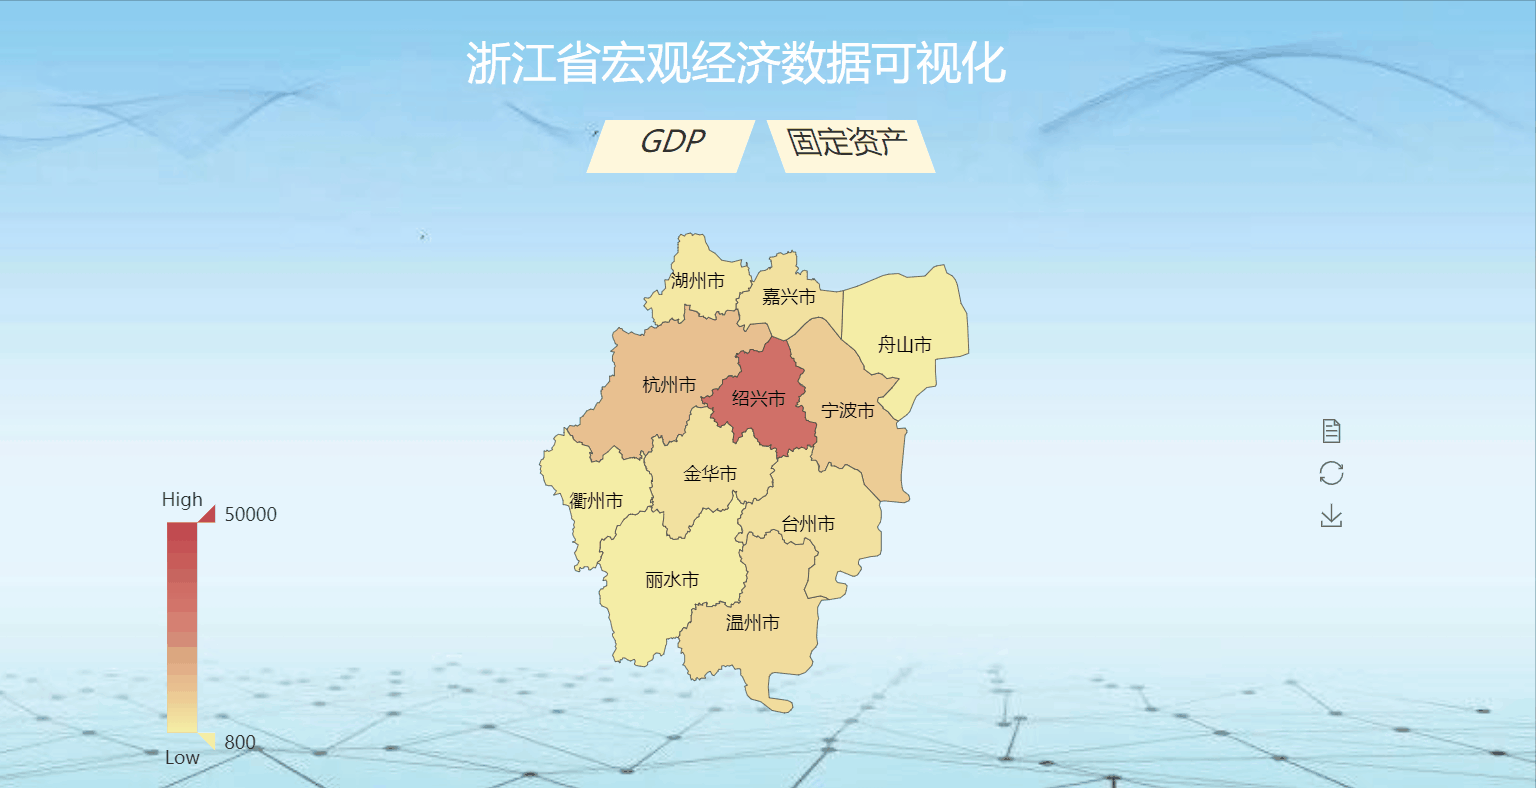 浙江省宏观经济数据可视化
GDP
固定资产
湖州市
嘉兴市
舟山市
杭州市
绍兴市
宁波市
金华市
衢州市
台州市
丽水市
温州市
High
50000
800
Low